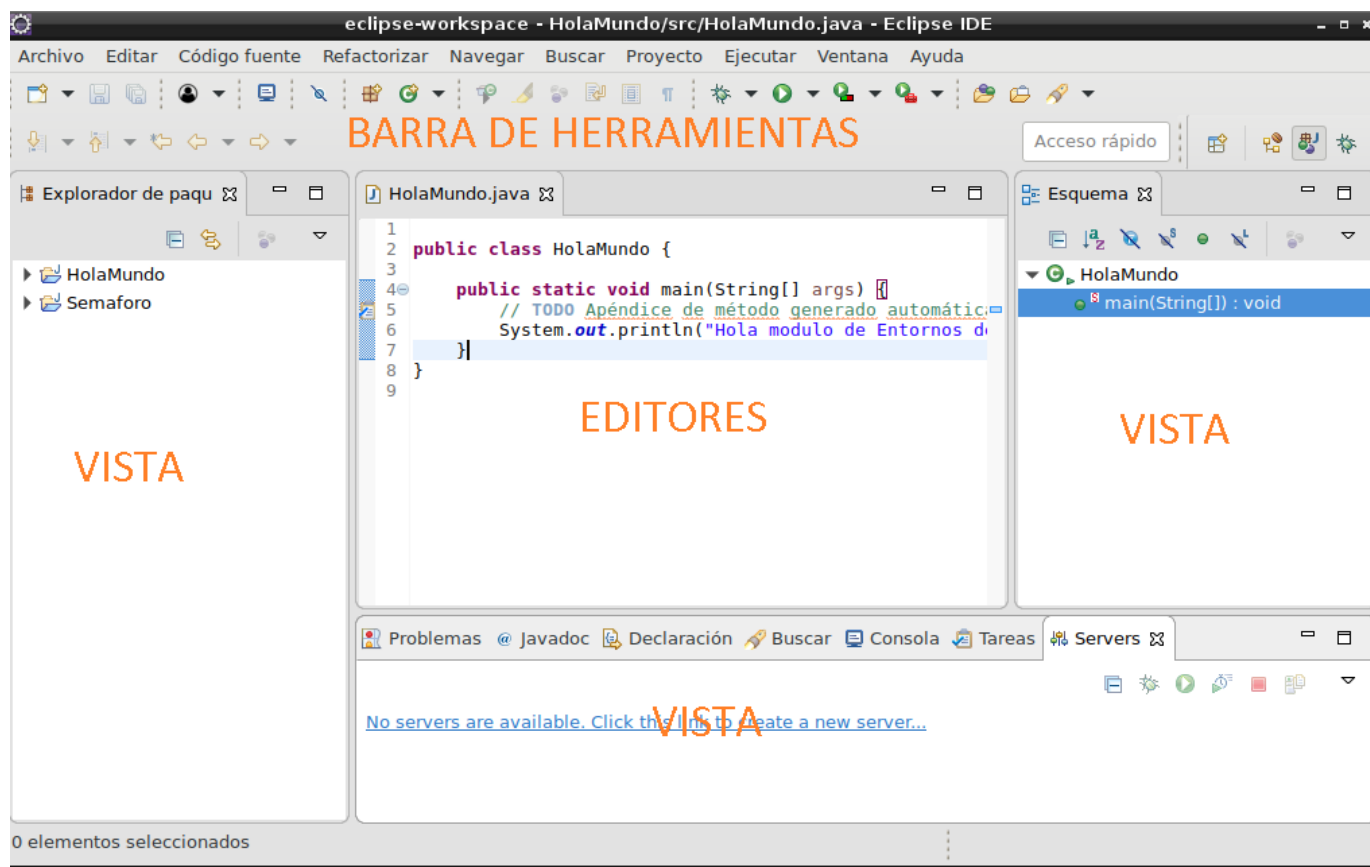 eclipse-workspace - HolaMundo/src/HolaMundo.java - Eclipse IDE
Archivo Editar Código fuente Refactorizar Navegar Buscar Proyecto Ejecutar Ventana Ayuda
BARRA DE HERRAMIENTAS
Acceso rápido
Explorador de paqu
HolaMundo
Semaforo
VISTA
HolaMundo.java
1
2 public class HolaMundo {
3
4 public static void main(String[] args) {
5 // TODO Apéndice de método generado automátic
6 System.out.println("Hola modulo de Entornos d
7 }
8 }
9
EDITORES
Esquema
HolaMundo
main(String[]) : void
VISTA
Problemas @ Javadoc Declaración Buscar Consola Tareas Servers
No servers are available. Click this link to create a new server...
VISTA
0 elementos seleccionados